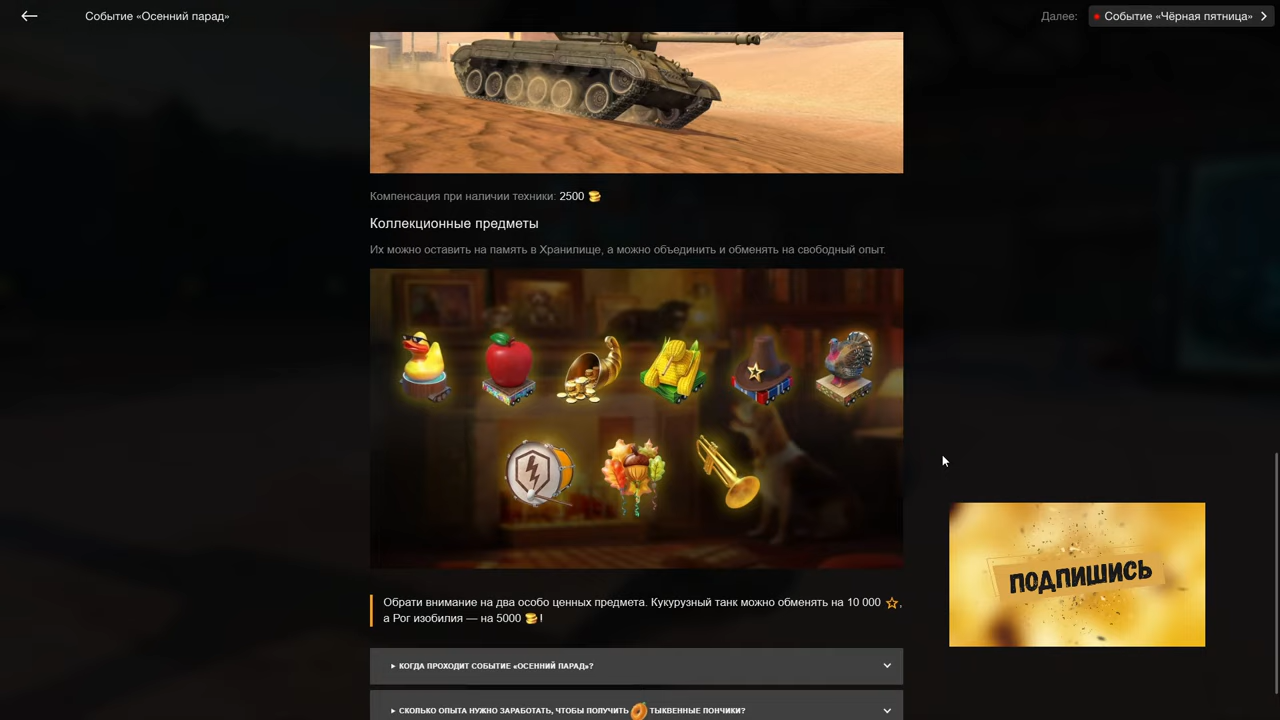 Событие «Осенний парад»
Далее:
Событие «Чёрная пятница»
Компенсация при наличии техники: 2500
Коллекционные предметы
Их можно оставить на память в Хранилище, а можно объединить и обменять на свободный опыт.
Обрати внимание на два особо ценных предмета. Кукурузный танк можно обменять на 10 000 ,
а Рог изобилия — на 5000 !
ПОДПИШИСЬ
КОГДА ПРОХОДИТ СОБЫТИЕ «ОСЕННИЙ ПАРАД»?
СКОЛЬКО ОПЫТА НУЖНО ЗАРАБОТАТЬ, ЧТОБЫ ПОЛУЧИТЬ ТЫКВЕННЫЕ ПОНЧИКИ?